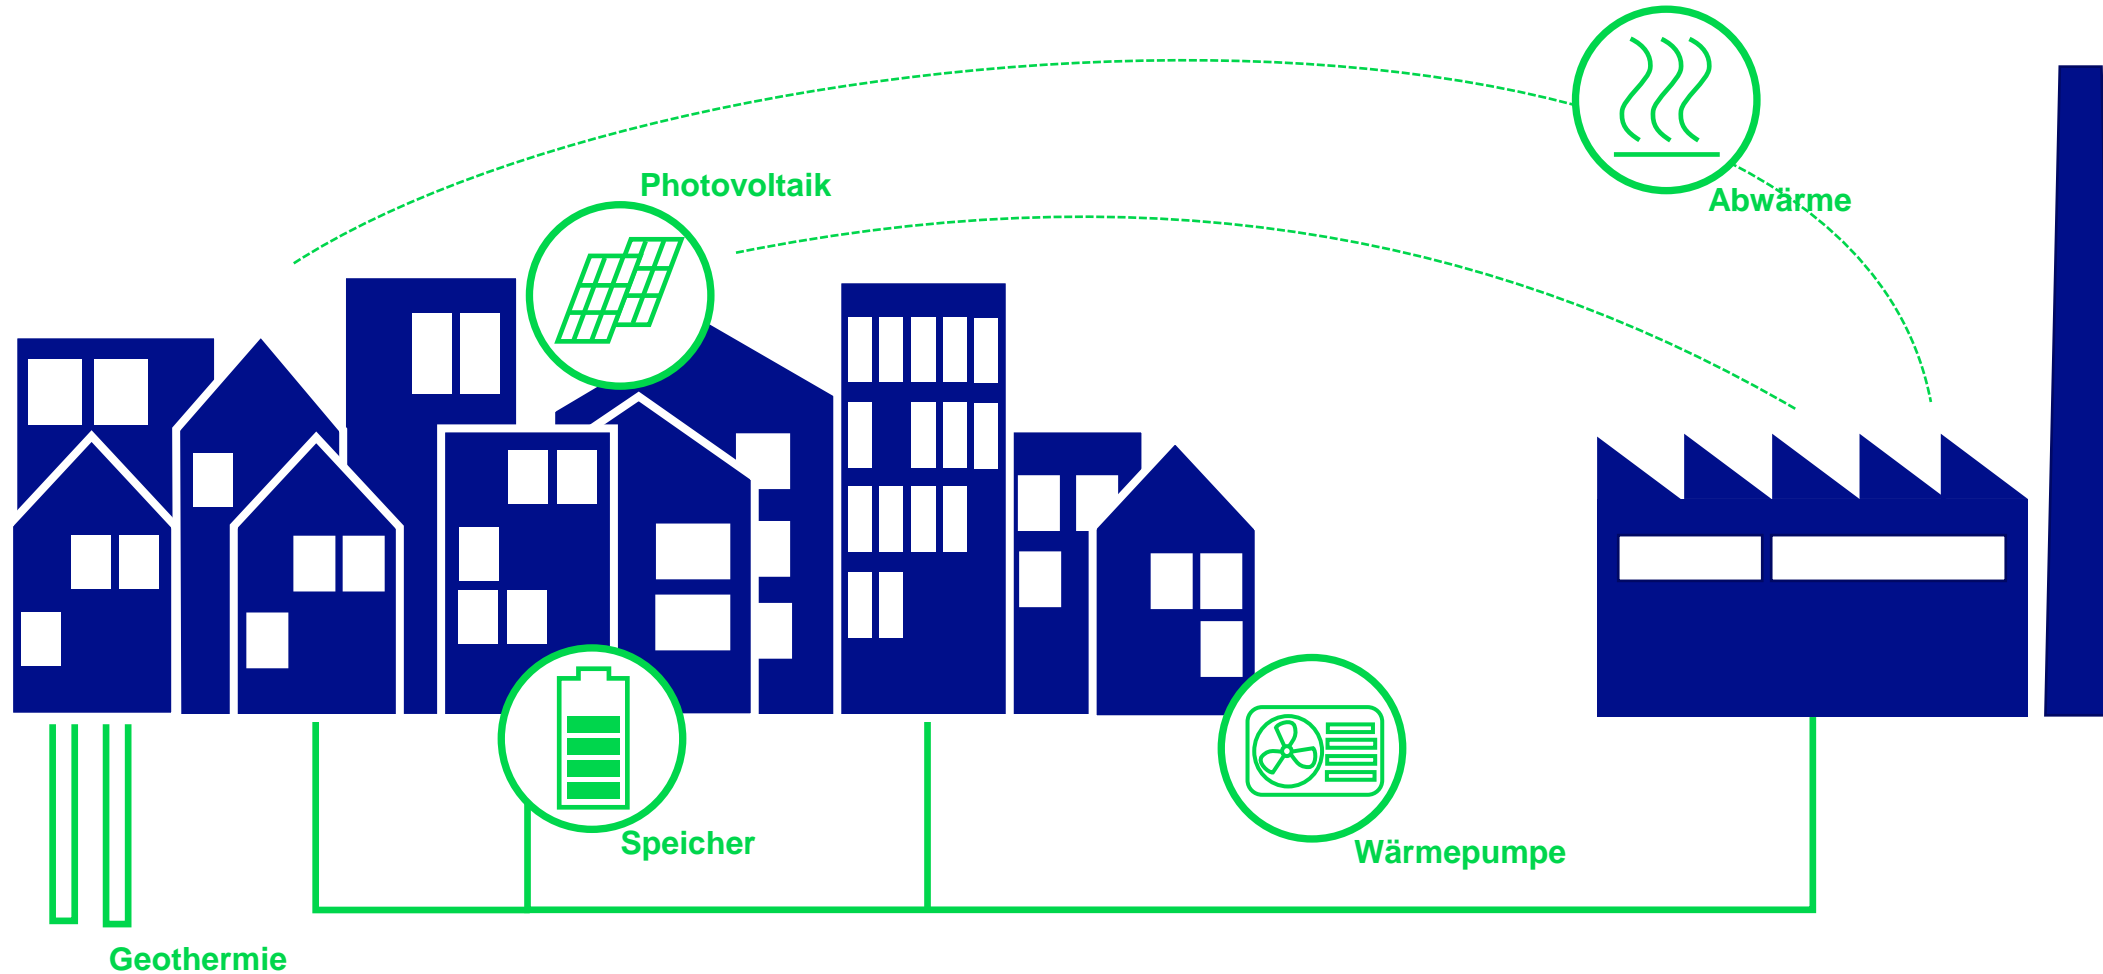 Photovoltaik
Abwärme
Speicher
Wärmepumpe
Geothermie